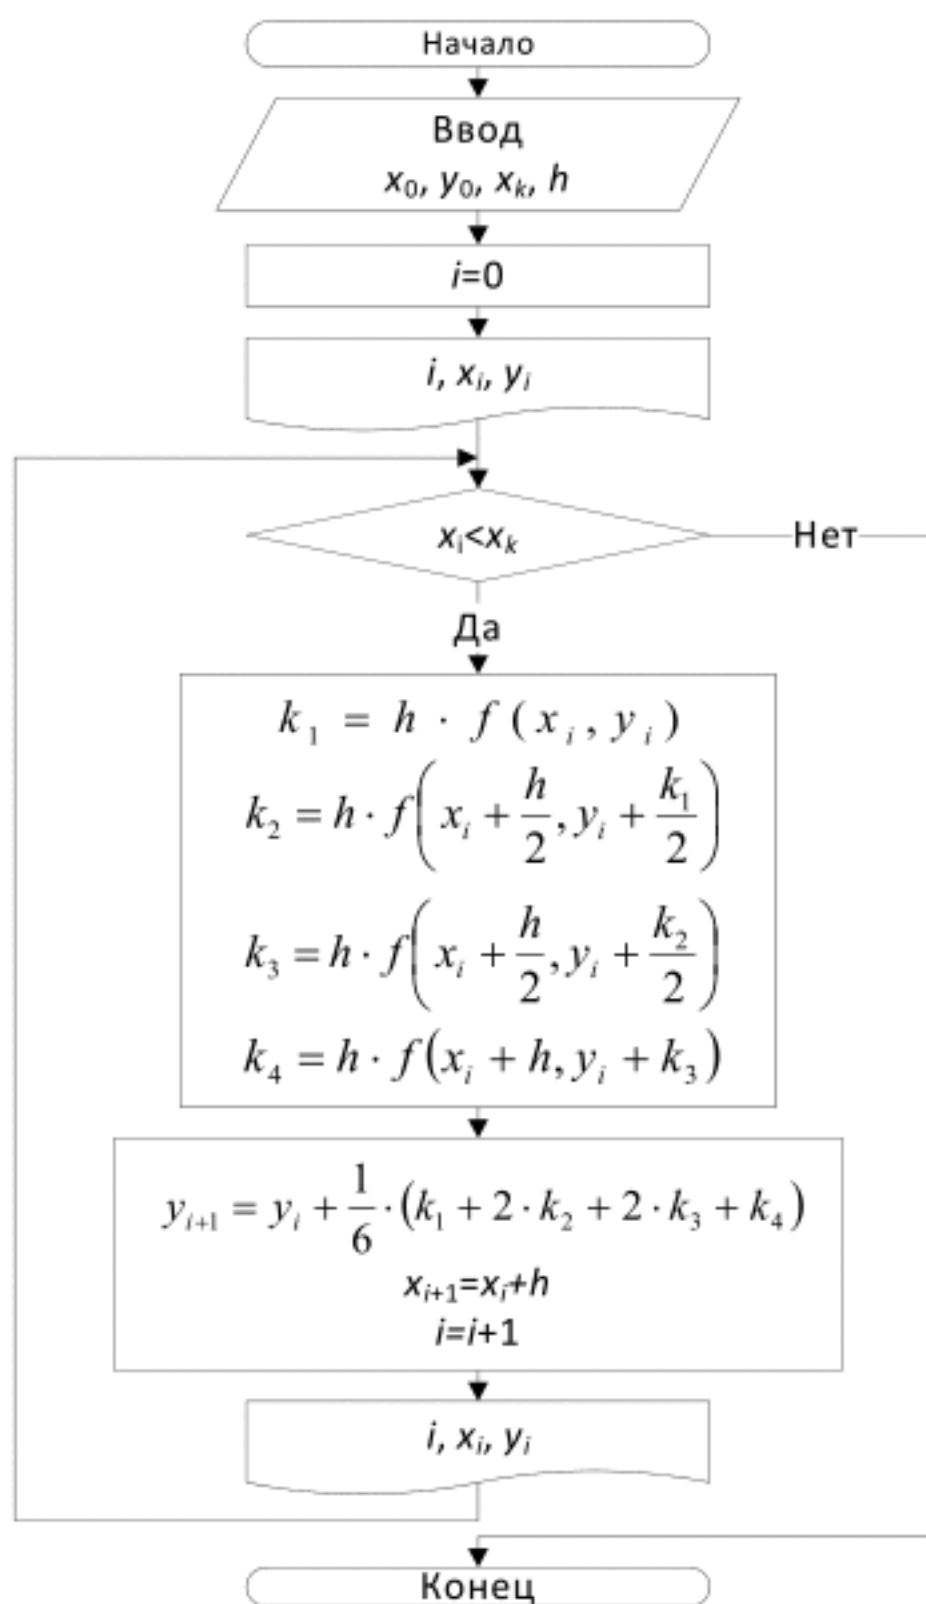 Начало
Ввод
x₀, y₀, xₖ, h
i=0
i, xᵢ, yᵢ
xᵢ<xₖ
Нет
Да
k₁ = h · f(xᵢ, yᵢ)
k₂ = h · f(xᵢ + h/2, yᵢ + k₁/2)
k₃ = h · f(xᵢ + h/2, yᵢ + k₂/2)
k₄ = h · f(xᵢ + h, yᵢ + k₃)
yᵢ₊₁ = yᵢ + 1/6 · (k₁ + 2 · k₂ + 2 · k₃ + k₄)
xᵢ₊₁=xᵢ+h
i=i+1
i, xᵢ, yᵢ
Конец